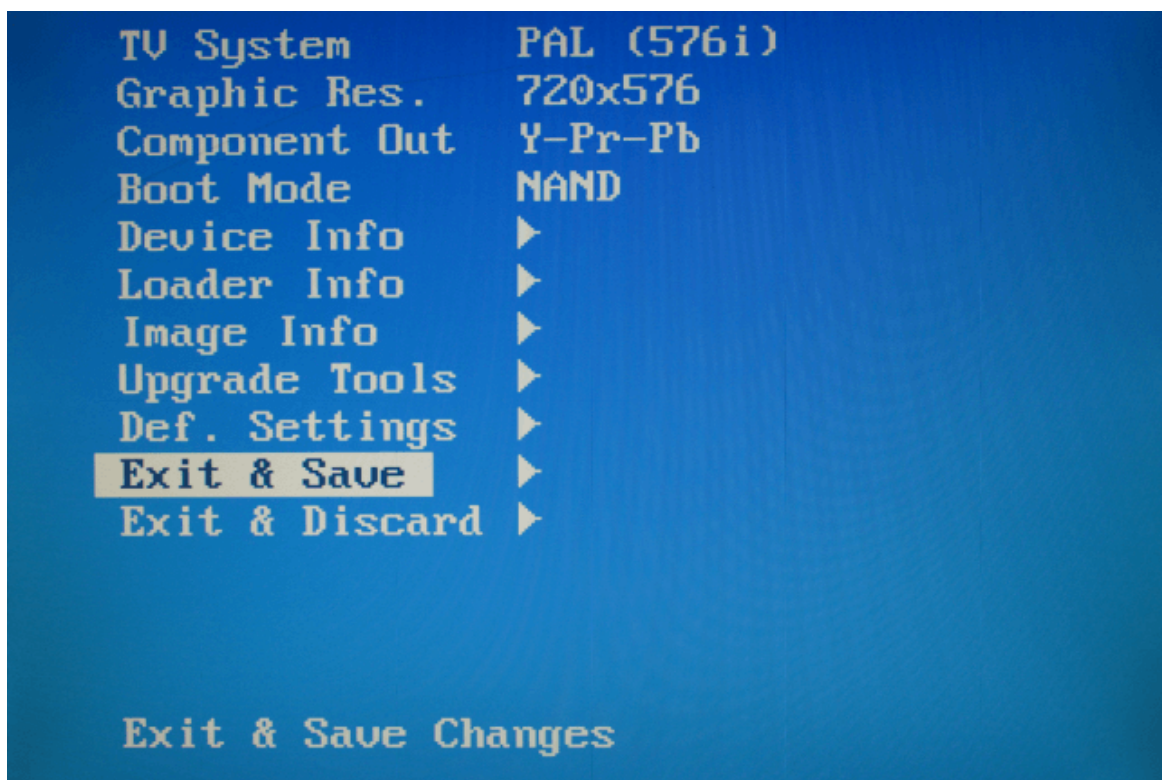 TV System PAL (576i)
Graphic Res. 720x576
Component Out Y-Pr-Pb
Boot Mode NAND
Device Info
Loader Info
Image Info
Upgrade Tools
Def. Settings
Exit & Save
Exit & Discard
Exit & Save Changes